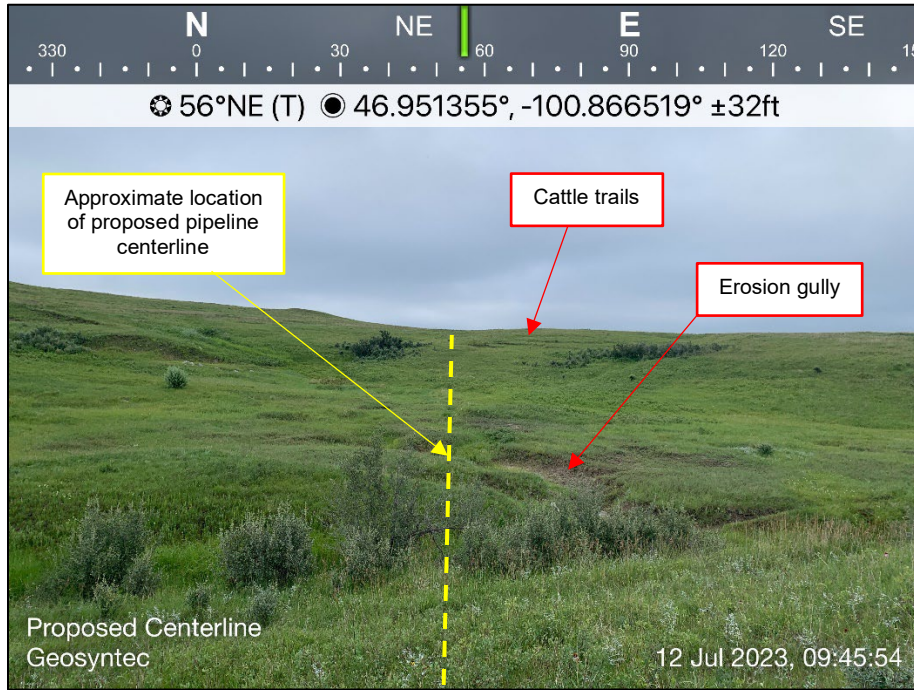 N NE E SE
330 0 30 60 90 120 15
56°NE (T) 46.951355°, -100.866519° ±32ft
Approximate location
of proposed pipeline
centerline
Cattle trails
Erosion gully
Proposed Centerline
Geosyntec
12 Jul 2023, 09:45:54